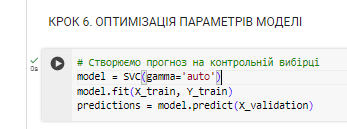 КРОК 6. ОПТИМІЗАЦІЯ ПАРАМЕТРІВ МОДЕЛІ
0s
# Створюємо прогноз на контрольній вибірці
model = SVC(gamma='auto')
model.fit(X_train, Y_train)
predictions = model.predict(X_validation)